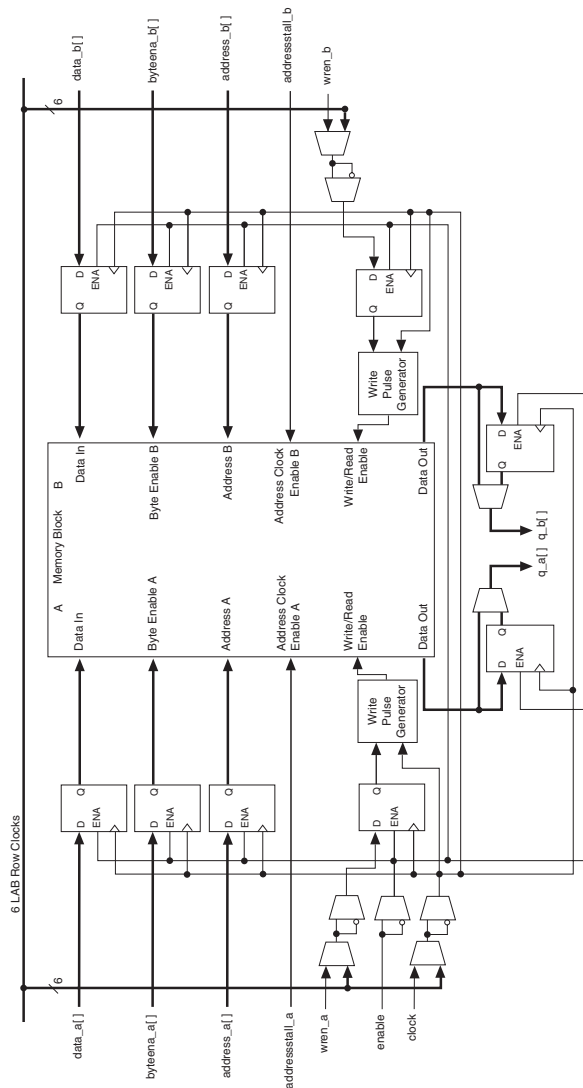 6 LAB Row Clocks
6
6
data_a[ ]
byteena_a[ ]
address_a[ ]
addressstall_a
wren_a
enable
clock
D
Q
ENA
D
Q
ENA
D
Q
ENA
D
Q
ENA
Write
Pulse
Generator
A
Memory Block
B
Data In
Byte Enable A
Address A
Address Clock
Enable A
Write/Read
Enable
Data Out
Data In
Byte Enable B
Address B
Address Clock
Enable B
Write/Read
Enable
Data Out
Write
Pulse
Generator
Q
D
ENA
Q
D
ENA
Q
D
ENA
Q
D
ENA
data_b[ ]
byteena_b[ ]
address_b[ ]
addressstall_b
wren_b
D
Q
ENA
q_a[ ]
q_b[ ]
Q
D
ENA